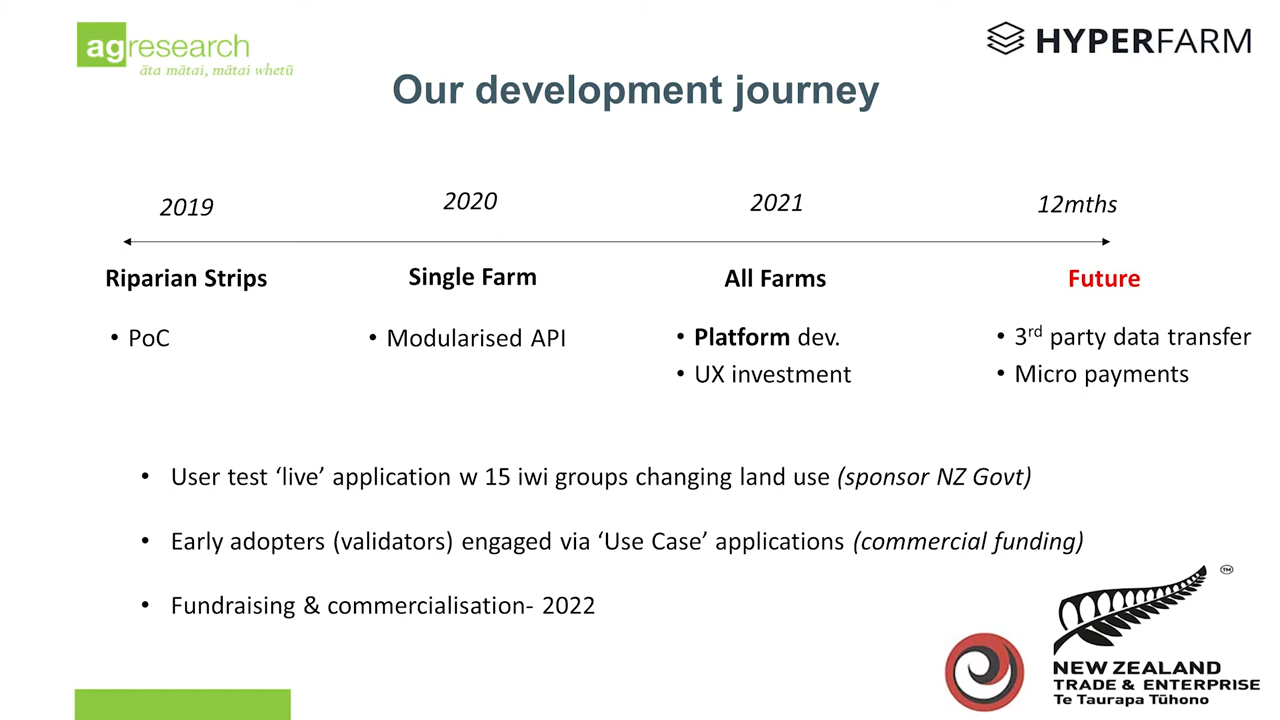 agresearch
āta mātai, mātai whetū
HYPERFARM
Our development journey
2019
2020
2021
12mths
Riparian Strips
Single Farm
All Farms
Future
• PoC
• Modularised API
• Platform dev.
• UX investment
• 3rd party data transfer
• Micro payments
• User test ‘live’ application w 15 iwi groups changing land use (sponsor NZ Govt)
• Early adopters (validators) engaged via ‘Use Case’ applications (commercial funding)
• Fundraising & commercialisation- 2022
TM
NEW ZEALAND
TRADE & ENTERPRISE
Te Taurapa Tūhono